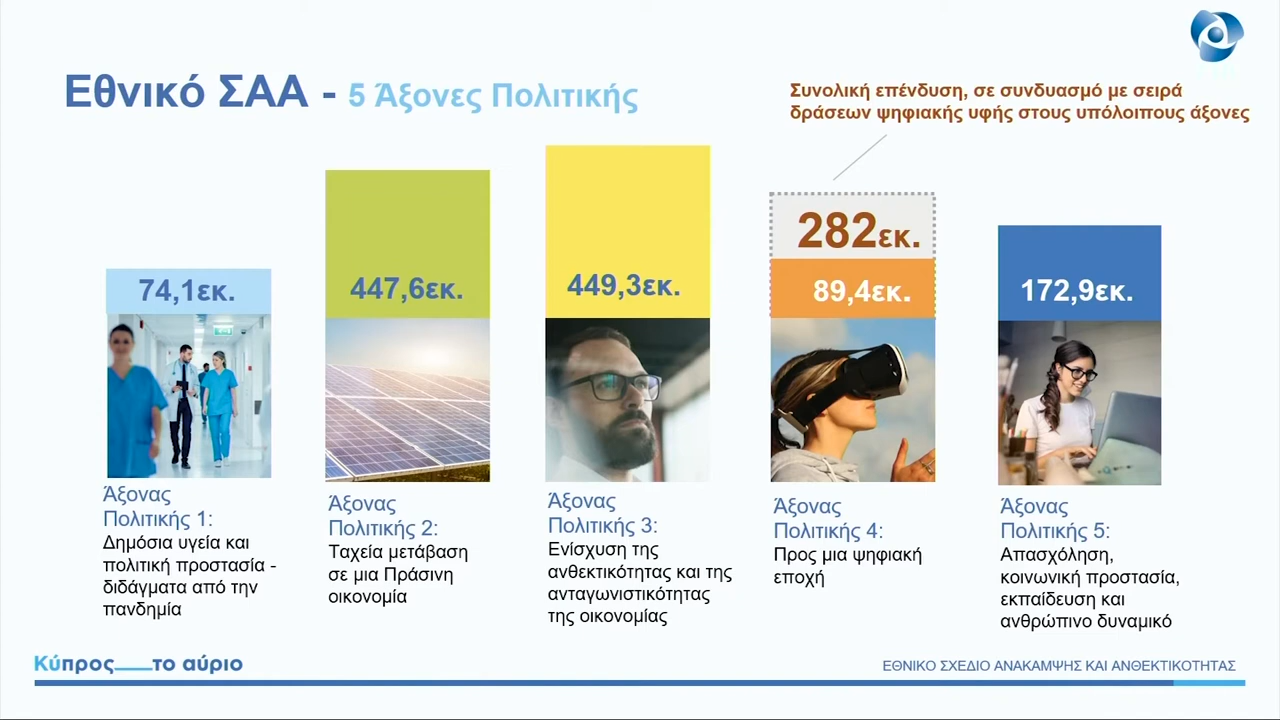 Εθνικό ΣΑΑ - 5 Άξονες Πολιτικής
Συνολική επένδυση, σε συνδυασμό με σειρά
δράσεων ψηφιακής υφής στους υπόλοιπους άξονες
74,1εκ.
Άξονας
Πολιτικής 1:
Δημόσια υγεία και
πολιτική προστασία -
διδάγματα από την
πανδημία
447,6εκ.
Άξονας
Πολιτικής 2:
Ταχεία μετάβαση
σε μια Πράσινη
οικονομία
449,3εκ.
Άξονας
Πολιτικής 3:
Ενίσχυση της
ανθεκτικότητας και της
ανταγωνιστικότητας
της οικονομίας
282εκ.
89,4εκ.
Άξονας
Πολιτικής 4:
Προς μια ψηφιακή
εποχή
172,9εκ.
Άξονας
Πολιτικής 5:
Απασχόληση,
κοινωνική προστασία,
εκπαίδευση και
ανθρώπινο δυναμικό
Κύπρος___το αύριο
ΕΘΝΙΚΟ ΣΧΕΔΙΟ ΑΝΑΚΑΜΨΗΣ ΚΑΙ ΑΝΘΕΚΤΙΚΟΤΗΤΑΣ